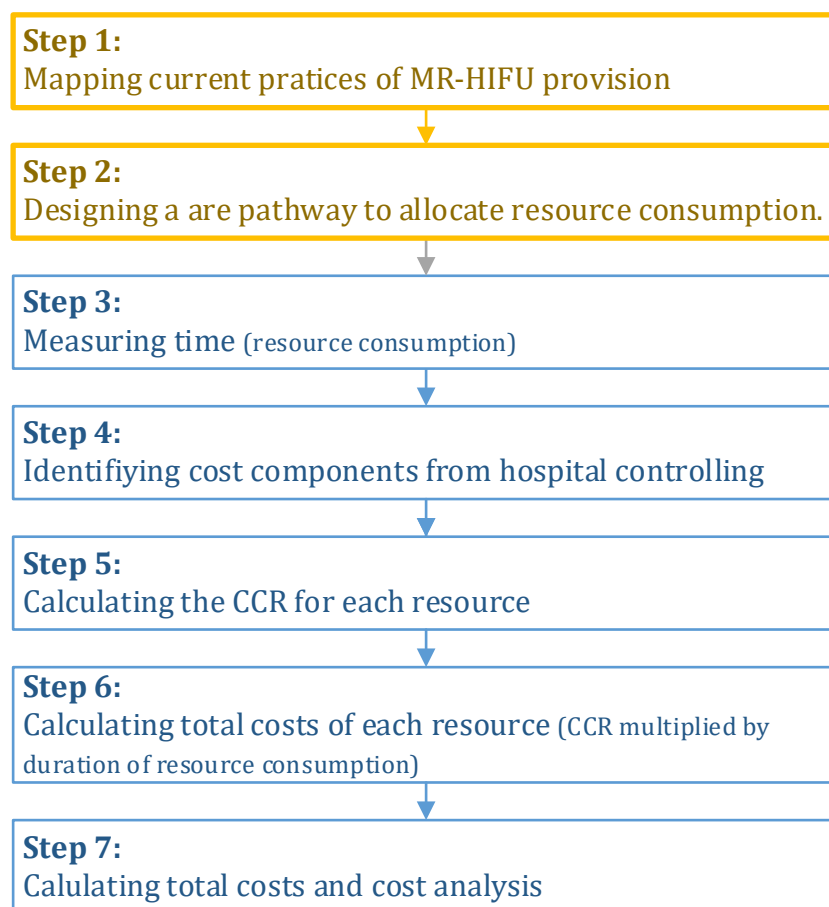 Step 1:
Mapping current pratices of MR-HIFU provision
Step 2:
Designing a are pathway to allocate resource consumption.
Step 3:
Measuring time (resource consumption)
Step 4:
Identifiying cost components from hospital controlling
Step 5:
Calculating the CCR for each resource
Step 6:
Calculating total costs of each resource (CCR multiplied by
duration of resource consumption)
Step 7:
Calulating total costs and cost analysis